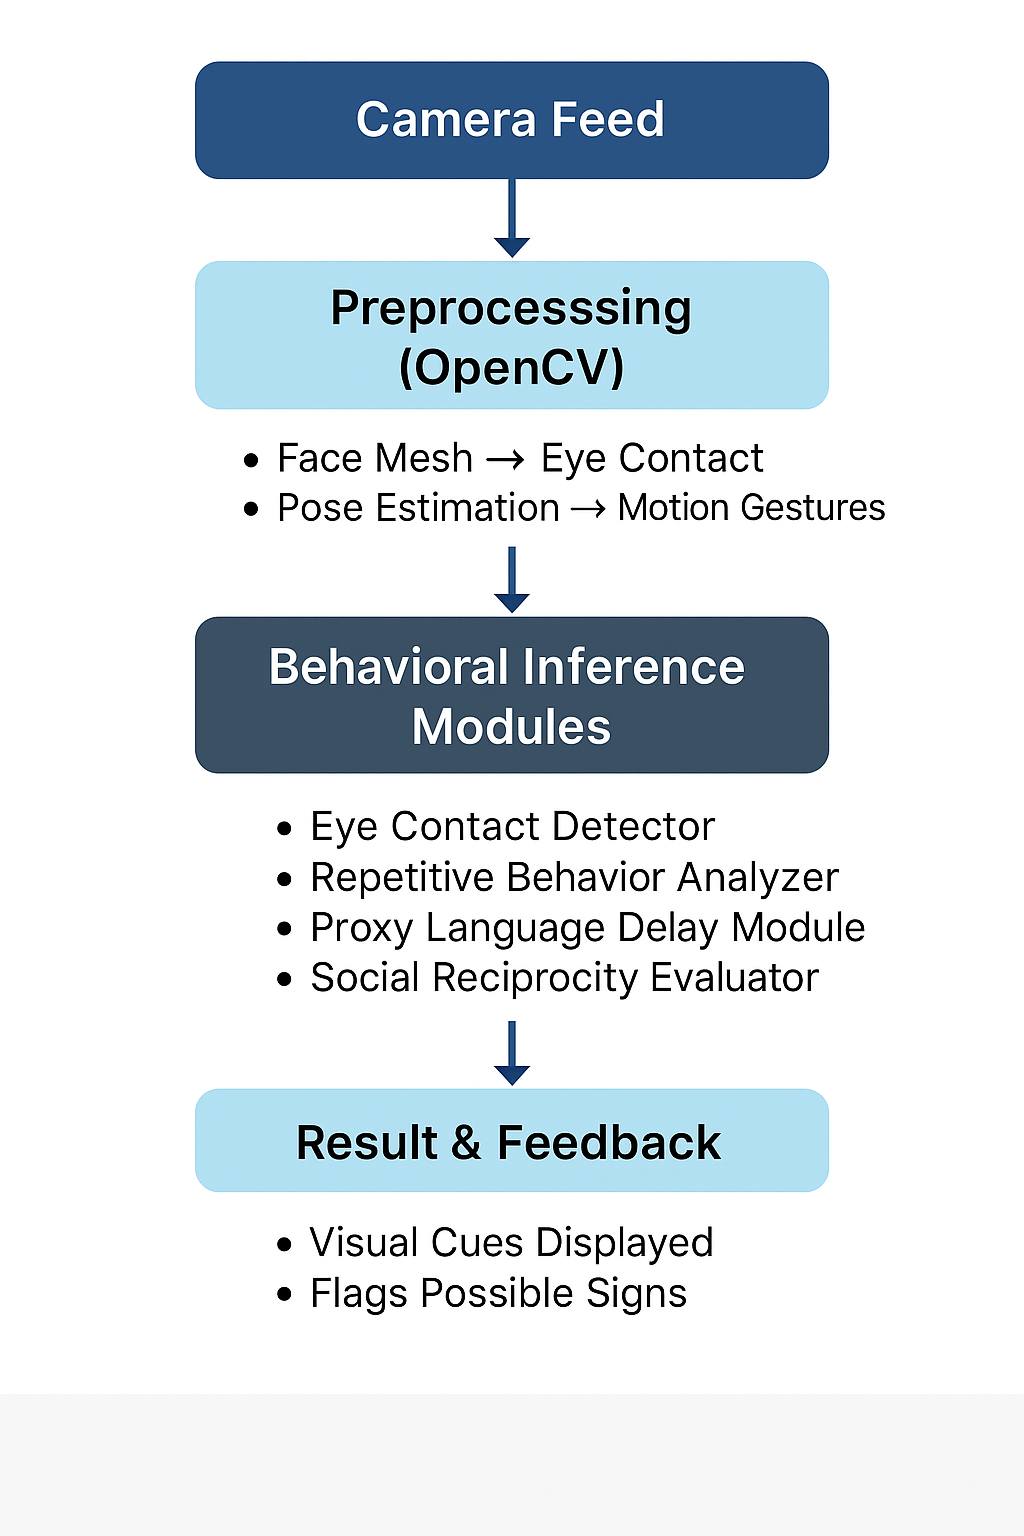 Camera Feed
Preprocesssing
(OpenCV)
• Face Mesh → Eye Contact
• Pose Estimation → Motion Gestures
Behavioral Inference
Modules
• Eye Contact Detector
• Repetitive Behavior Analyzer
• Proxy Language Delay Module
• Social Reciprocity Evaluator
Result & Feedback
• Visual Cues Displayed
• Flags Possible Signs